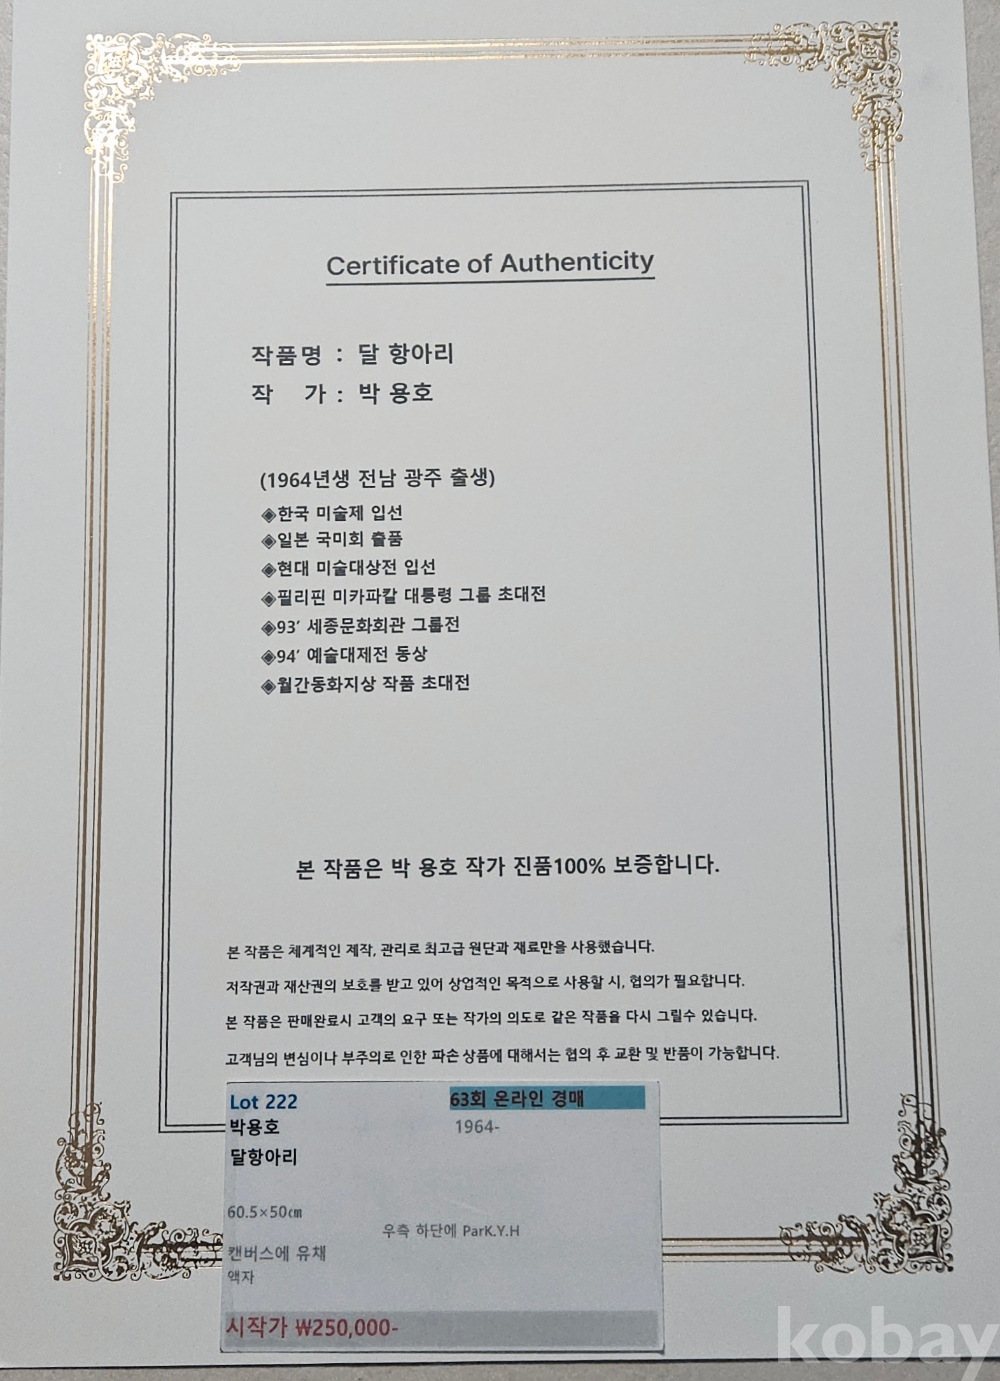 Certificate of Authenticity
작품명 : 달 항아리
작 가 : 박 용호
(1964년생 전남 광주 출생)
◈한국 미술제 입선
◈일본 국미회 출품
◈현대 미술대상전 입선
◈필리핀 미카파칼 대통령 그룹 초대전
◈93′ 세종문화회관 그룹전
◈94′ 예술대제전 동상
◈월간동화지상 작품 초대전
본 작품은 박 용호 작가 진품100% 보증합니다.
본 작품은 체계적인 제작, 관리로 최고급 원단과 재료만을 사용했습니다.
저작권과 재산권의 보호를 받고 있어 상업적인 목적으로 사용할 시, 협의가 필요합니다.
본 작품은 판매완료시 고객의 요구 또는 작가의 의도로 같은 작품을 다시 그릴수 있습니다.
고객님의 변심이나 부주의로 인한 파손 상품에 대해서는 협의 후 교환 및 반품이 가능합니다.
Lot 222 63회 온라인 경매
박용호 1964-
달항아리
60.5×50㎝
우측 하단에 ParK.Y.H
캔버스에 유채
액자
시작가 ₩250,000-
kobay